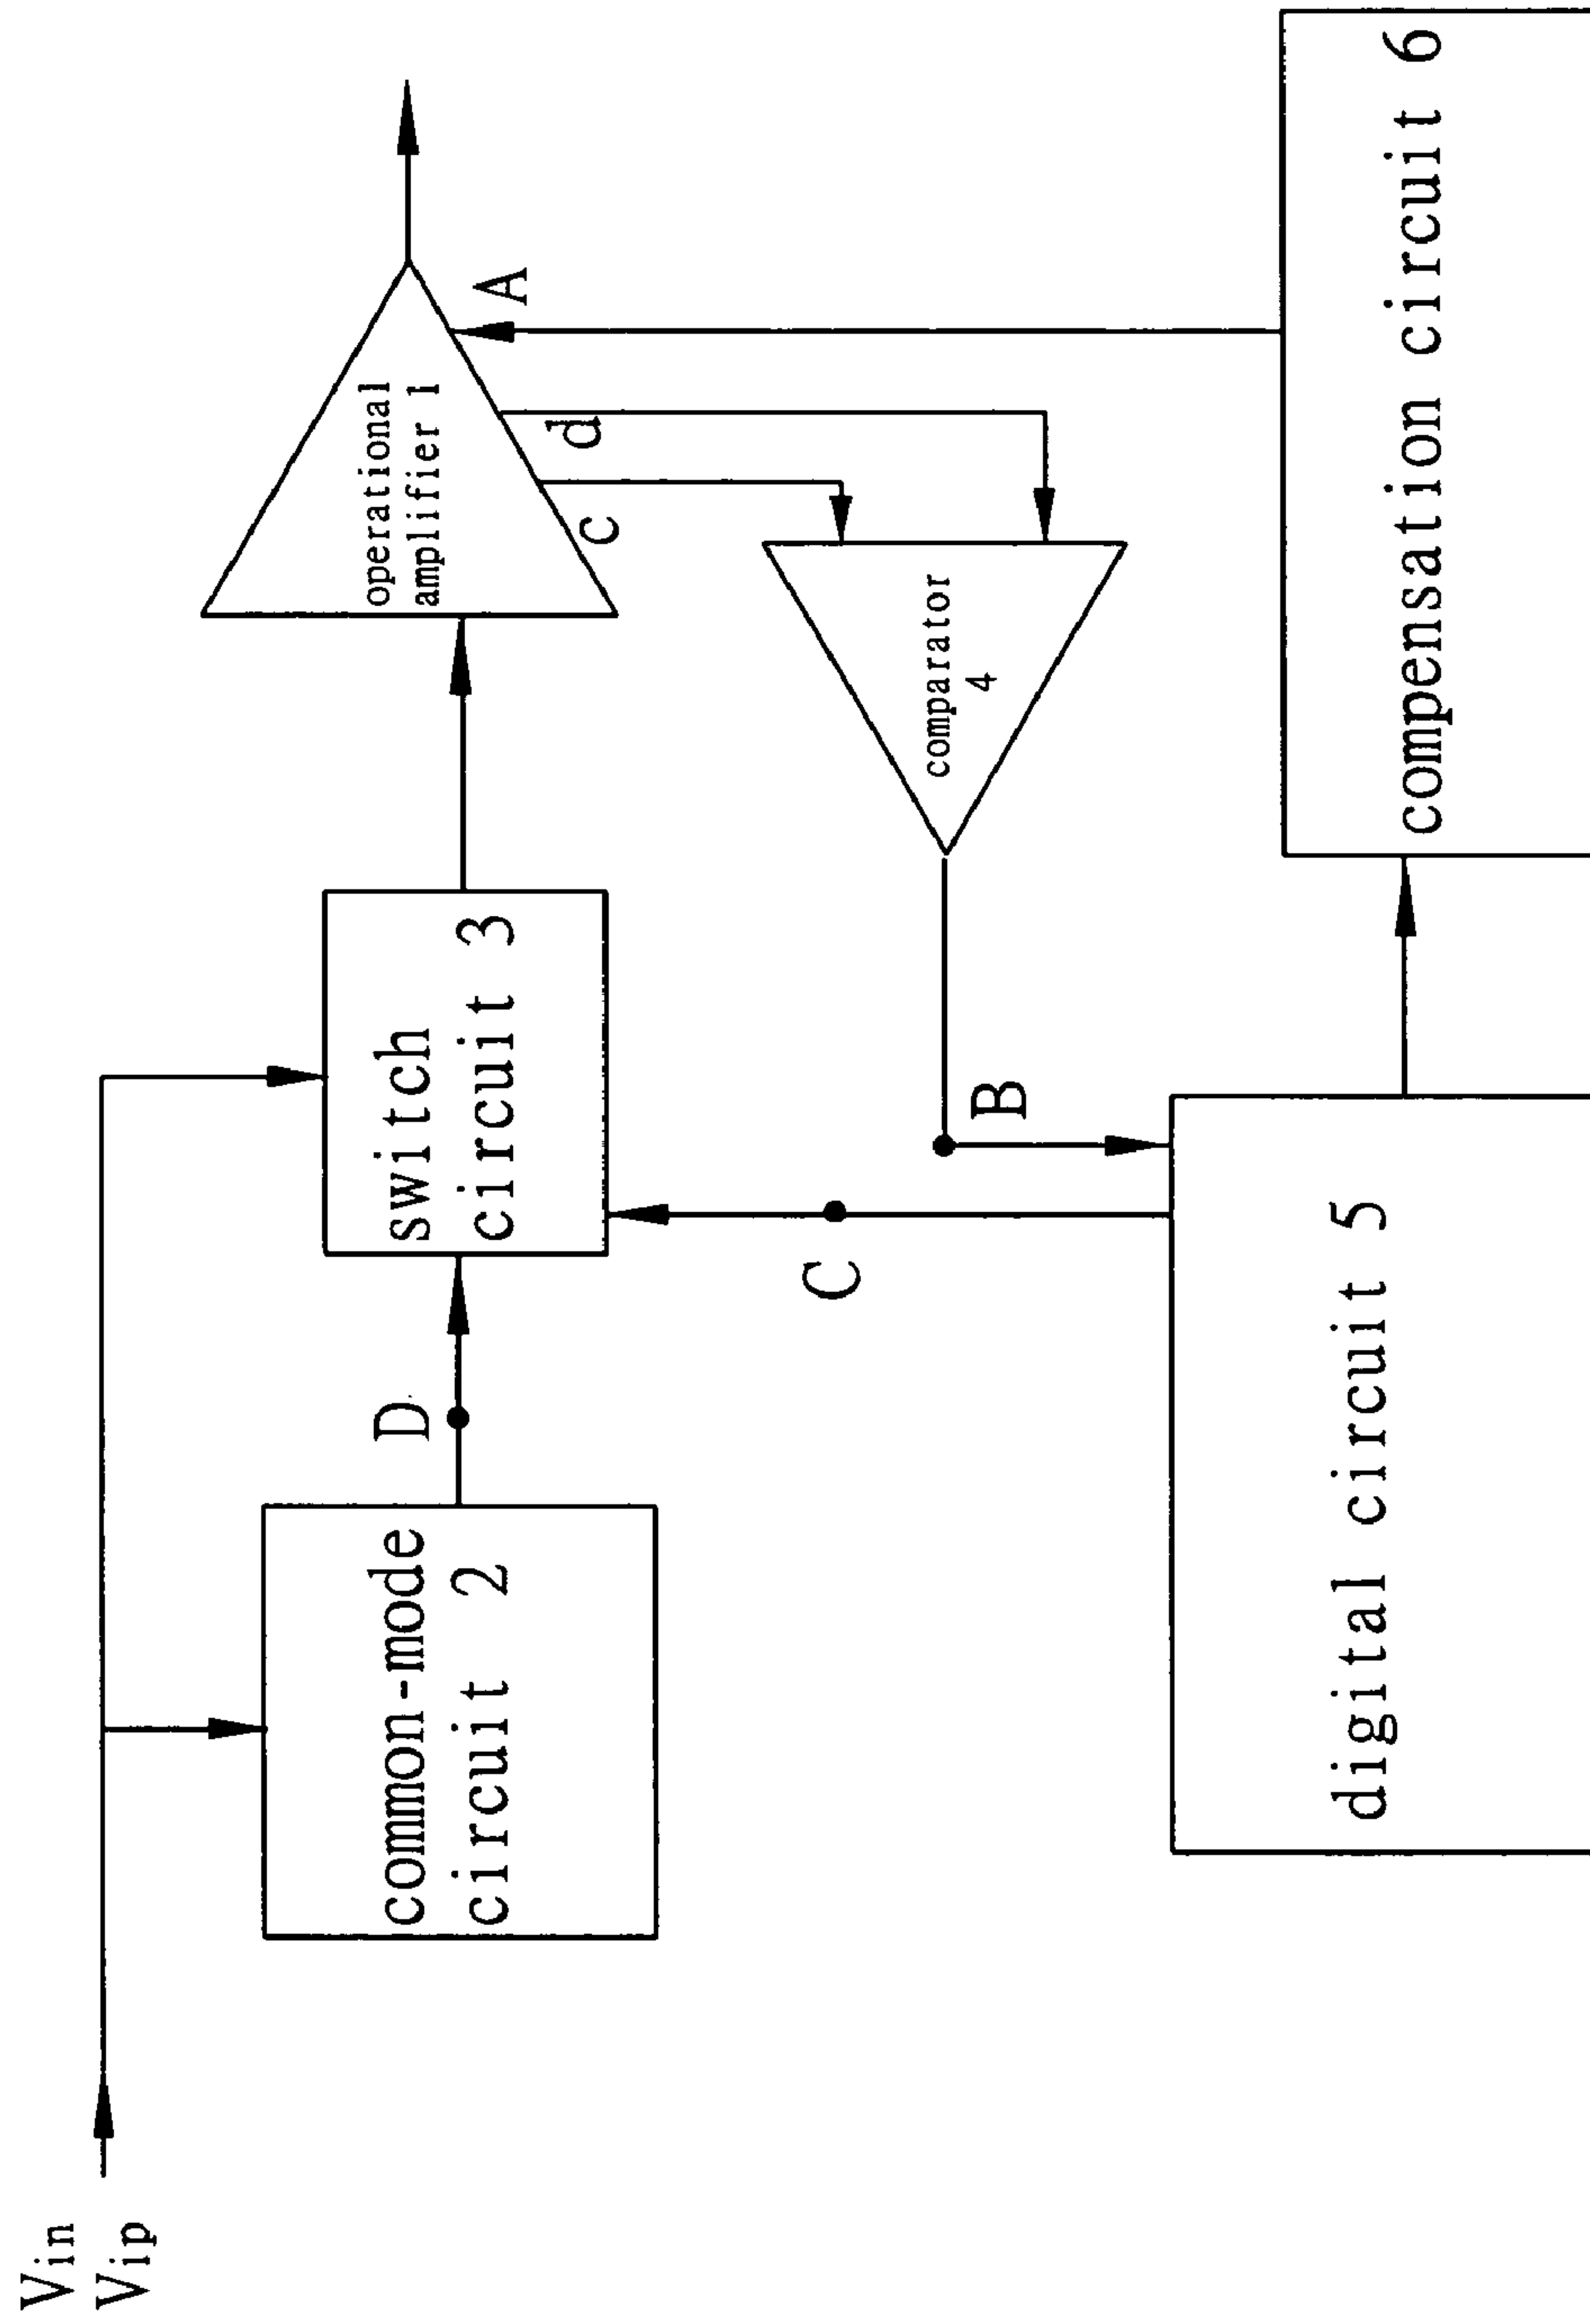 Vin
Vip
common-mode
circuit 2
D
switch
circuit 3
operational
amplifier 1
A
d
c
comparator
4
B
C
digital circuit 5
compensation circuit 6